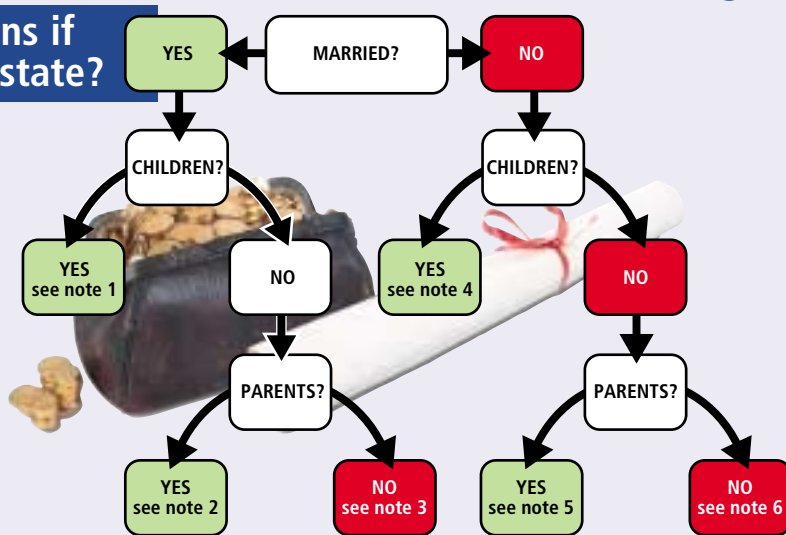 ns if
state?
YES
MARRIED?
NO
CHILDREN?
CHILDREN?
YES
see note 1
NO
YES
see note 4
NO
PARENTS?
PARENTS?
YES
see note 2
NO
see note 3
YES
see note 5
NO
see note 6